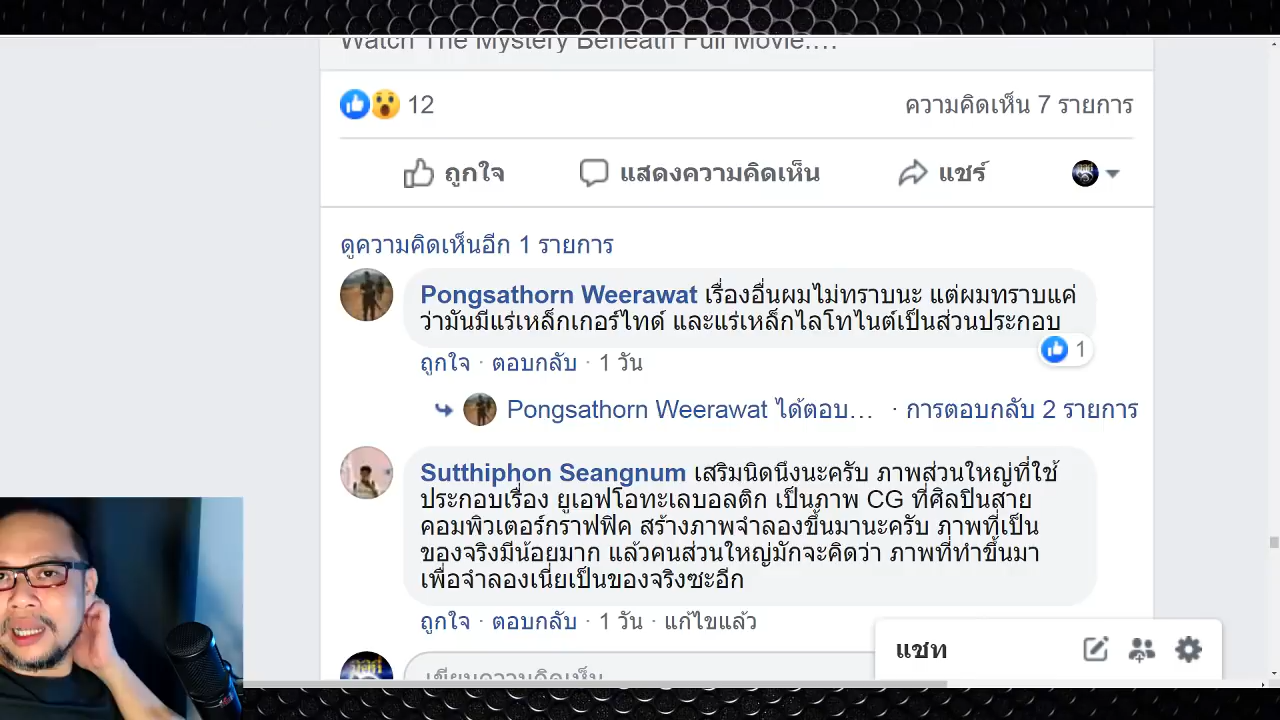 Watch The Mystery Beneath Full Movie....
12
ความคิดเห็น 7 รายการ
ถูกใจ
แสดงความคิดเห็น
แชร์
ดูความคิดเห็นอีก 1 รายการ
Pongsathorn Weerawat เรื่องอื่นผมไม่ทราบนะ แต่ผมทราบแค่
ว่ามันมีแร่เหล็กเกอร์ไทต์ และแร่เหล็กไลโทไนต์เป็นส่วนประกอบ
1
ถูกใจ · ตอบกลับ · 1 วัน
Pongsathorn Weerawat ได้ตอบ... · การตอบกลับ 2 รายการ
Sutthiphon Seangnum เสริมนิดนึงนะครับ ภาพส่วนใหญ่ที่ใช้
ประกอบเรื่อง ยูเอฟโอทะเลบอลติก เป็นภาพ CG ที่ศิลปินสาย
คอมพิวเตอร์กราฟฟิค สร้างภาพจำลองขึ้นมานะครับ ภาพที่เป็น
ของจริงมีน้อยมาก แล้วคนส่วนใหญ่มักจะคิดว่า ภาพที่ทำขึ้นมา
เพื่อจำลองเนี่ยเป็นของจริงซะอีก
ถูกใจ · ตอบกลับ · 1 วัน · แก้ไขแล้ว
แชท
เขียนความคิดเห็น